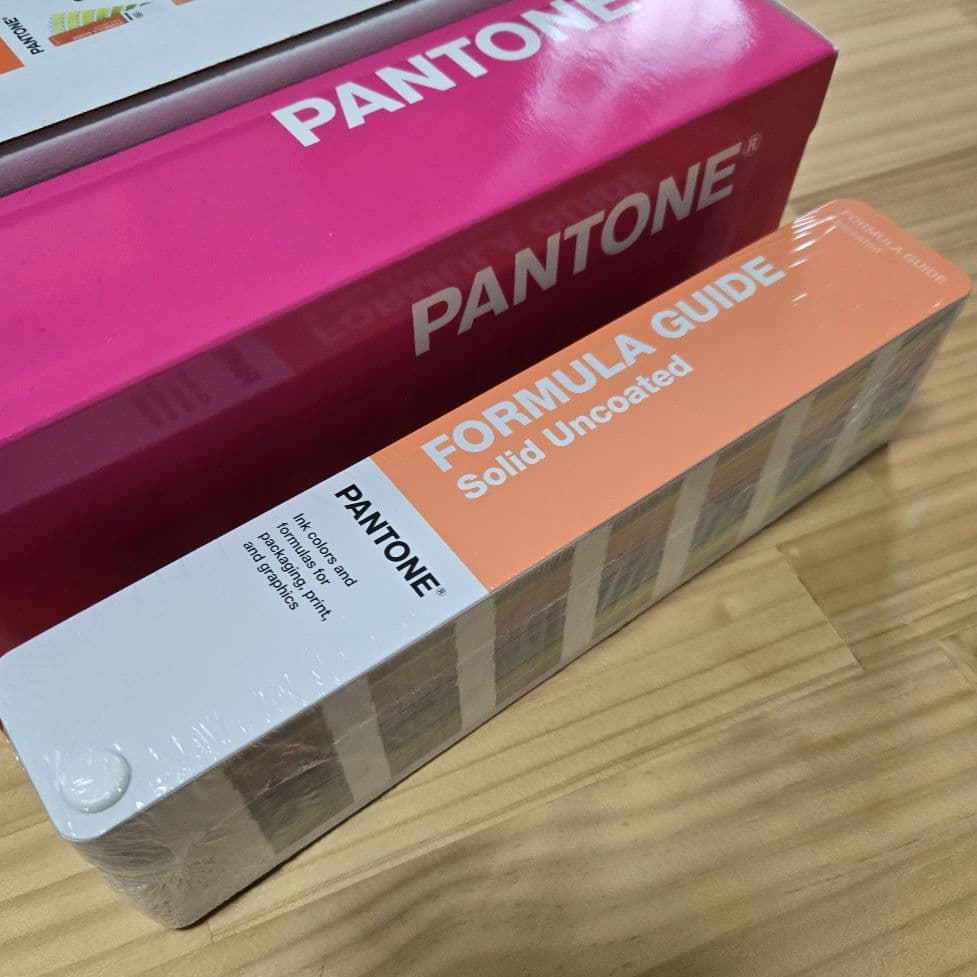 PANTONE
PANTONE
PANTONE®
FORMULA GUIDE
Solid Uncoated
FORMULA GUIDE
PANTONE®
Ink colors and
formulas for
packaging, print,
and graphics